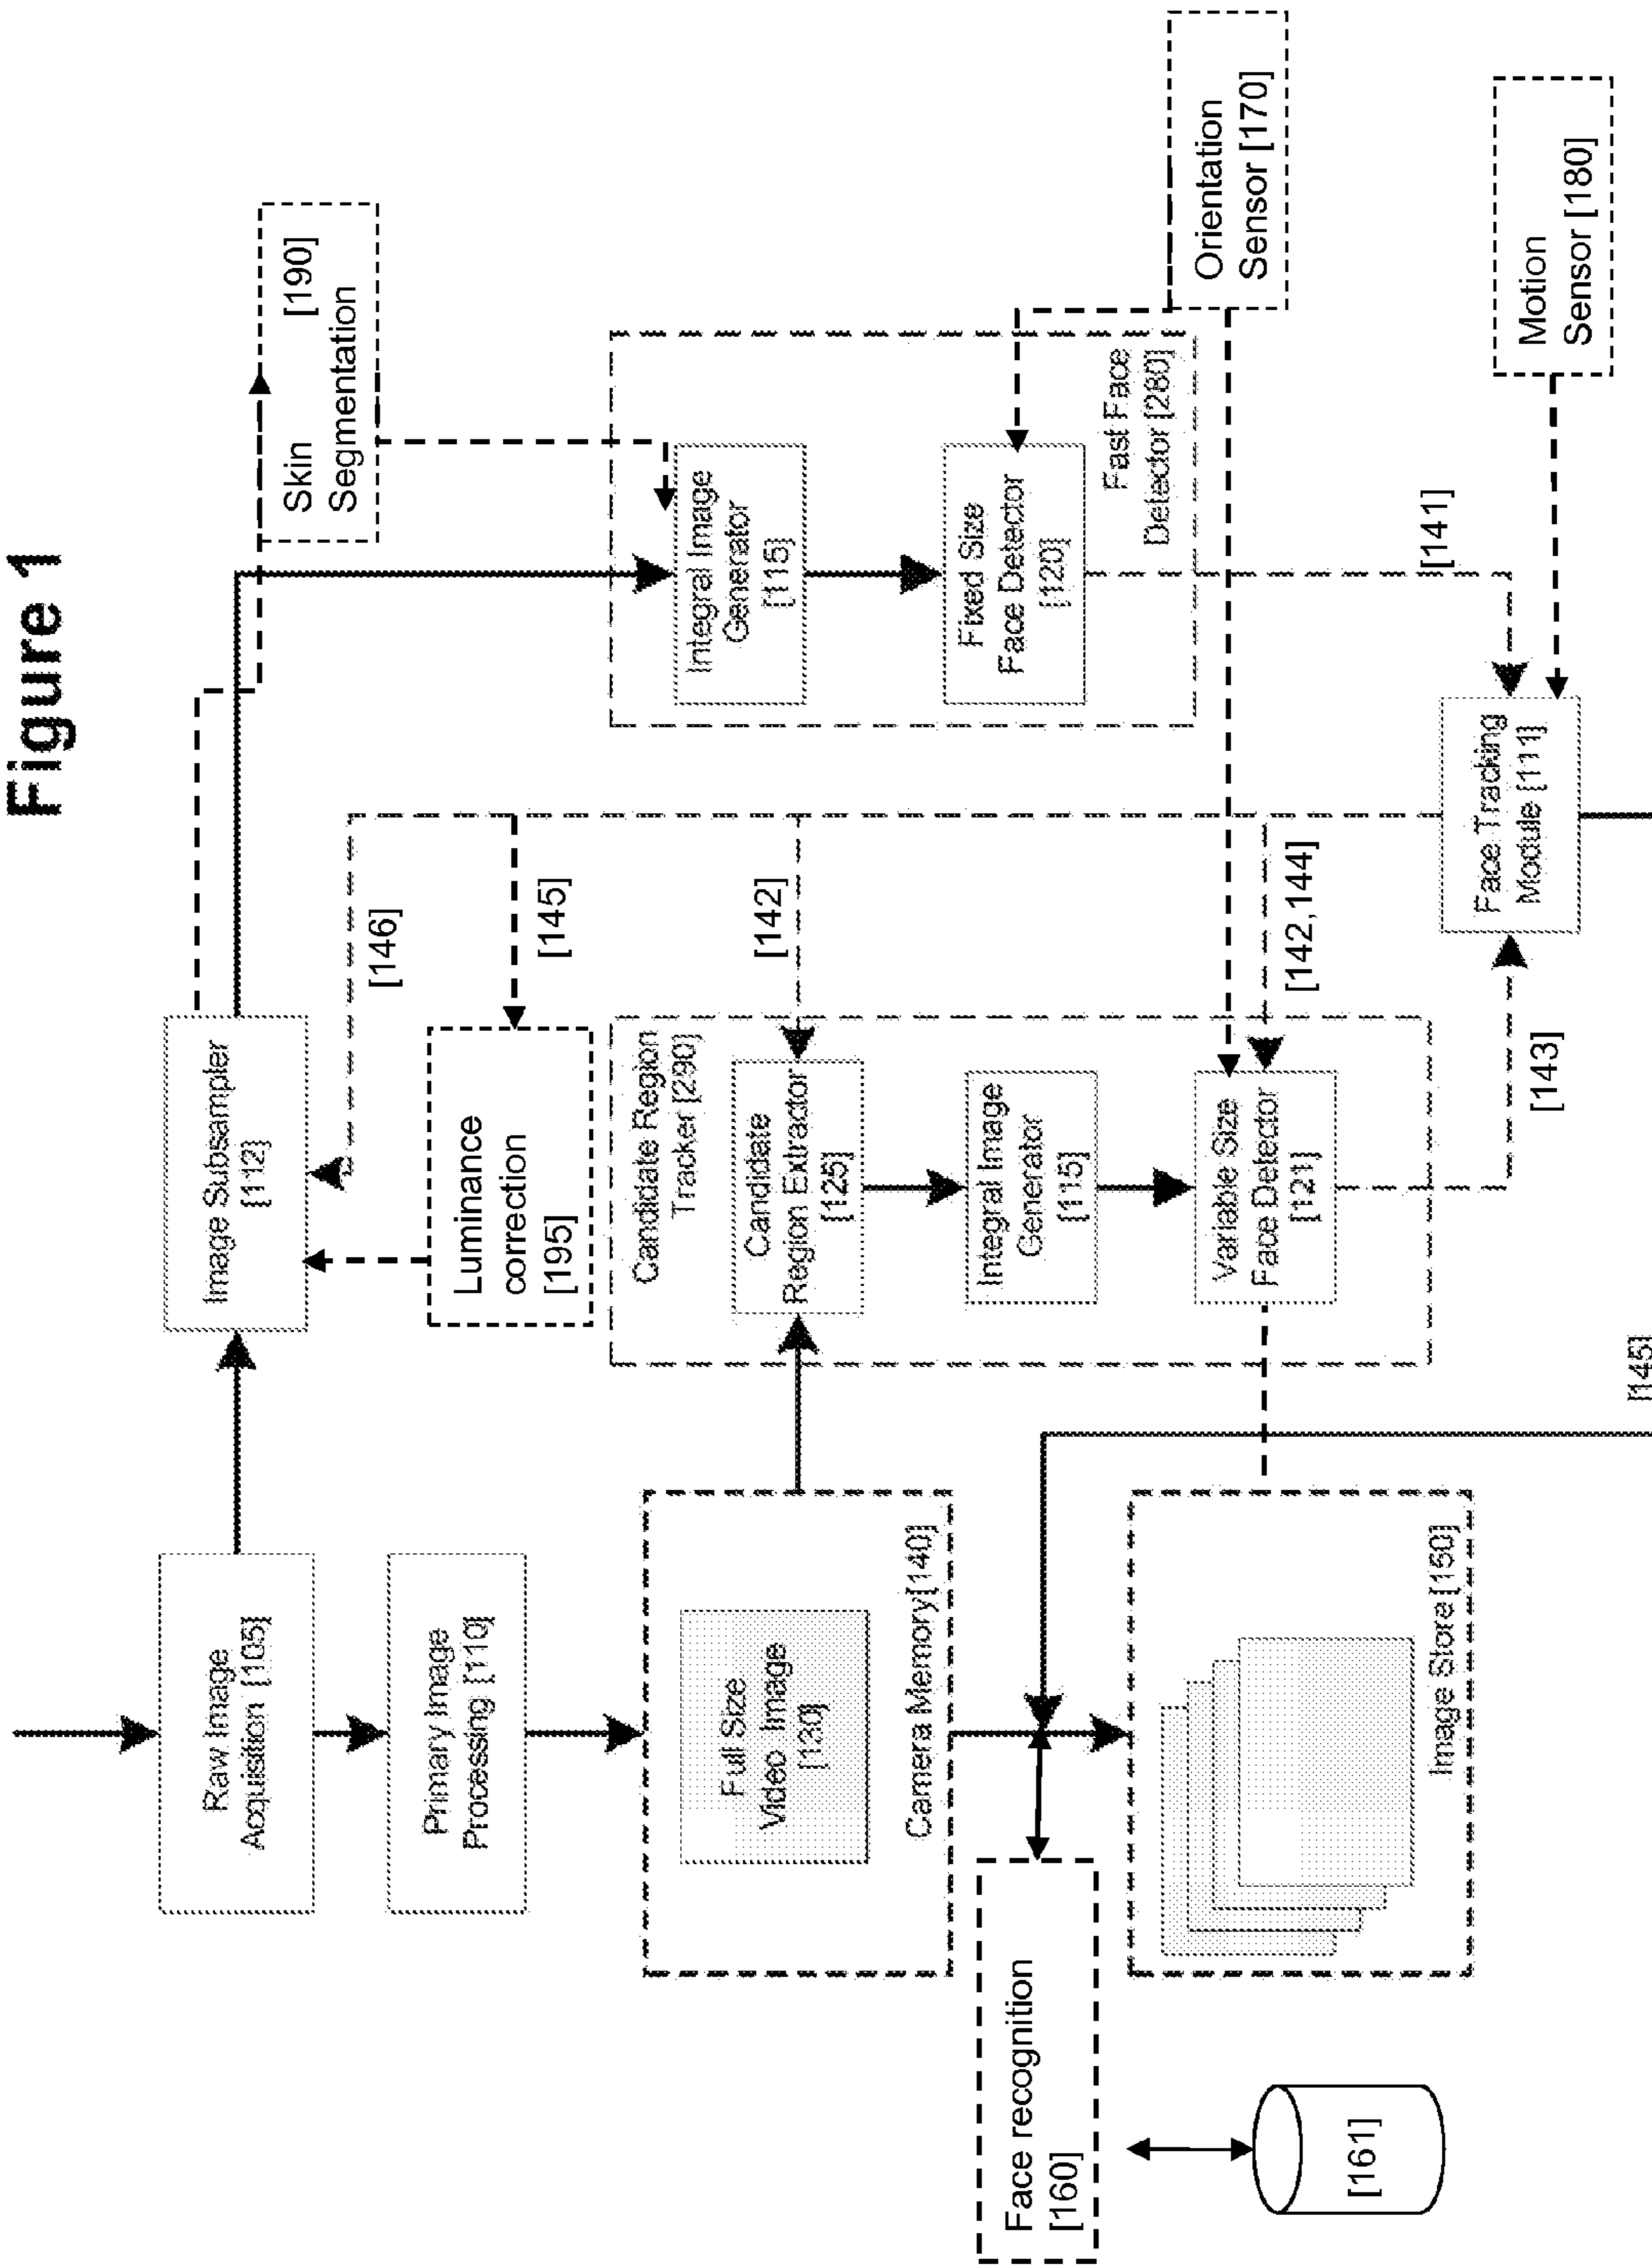 Figure 1
Raw Image
Acquisition [105]
Primary Image
Processing [110]
Full Size
Video Image
[130]
Camera Memory[140]
Face recognition
[160]
[161]
Image Store [150]
Image Subsampler
[112]
[146]
Luminance
correction
[195]
[145]
Candidate Region
Tracker [290]
Candidate
Region Extractor
[125]
[142]
Integral Image
Generator
[115]
Variable Size
Face Detector
[121]
[142,144]
[143]
[145]
Skin [190]
Segmentation
Integral Image
Generator
[115]
Fixed Size
Face Detector
[120]
Fast Face
Detector [280]
[141]
Orientation
Sensor [170]
Face Tracking
Module [111]
Motion
Sensor [180]